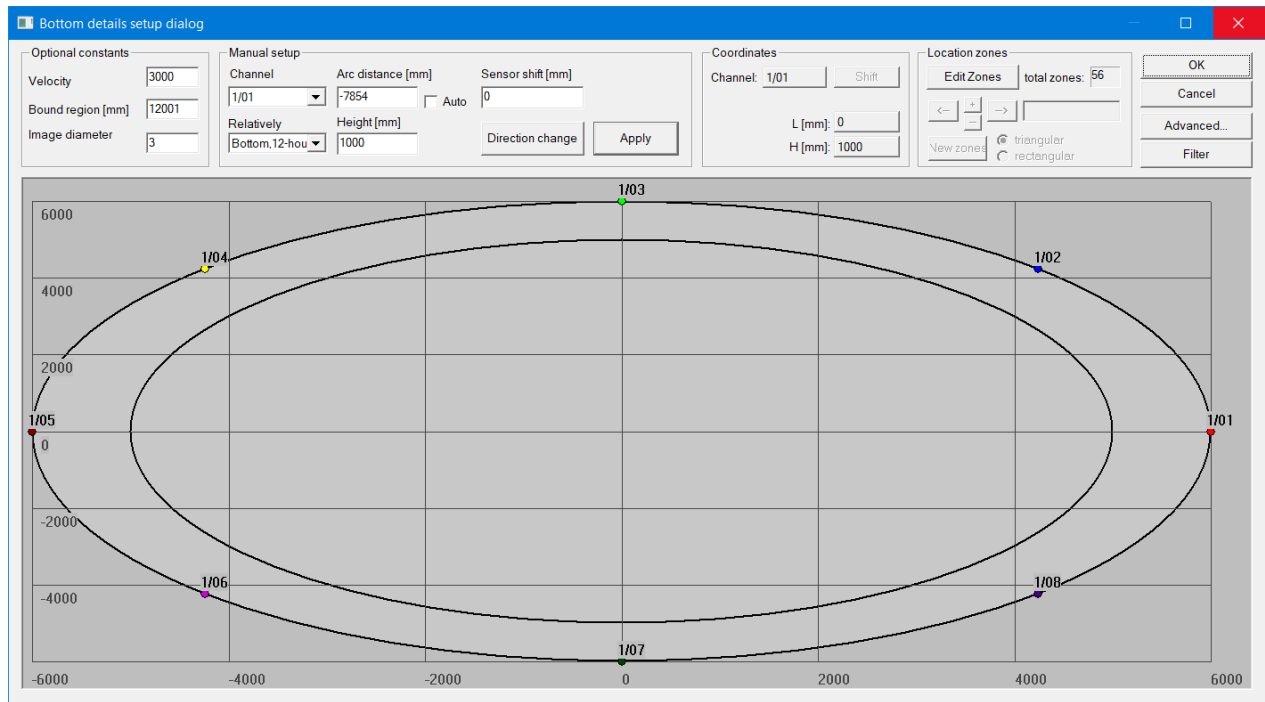 Bottom details setup dialog
Optional constants
Velocity 3000
Bound region [mm] 12001
Image diameter 3
Manual setup
Channel Arc distance [mm] Sensor shift [mm]
1/01 -7854 Auto 0
Relatively Height [mm]
Bottom,12-hou 1000 Direction change Apply
Coordinates
Channel: 1/01 Shift
L [mm]: 0
H [mm]: 1000
Location zones
Edit Zones total zones: 56
<-- + -->
−
New zones triangular
rectangular
OK
Cancel
Advanced...
Filter
1/03
6000
1/04 1/02
4000
2000
1/05 1/01
0
-2000
1/06 1/08
-4000
1/07
-6000 -4000 -2000 0 2000 4000 6000